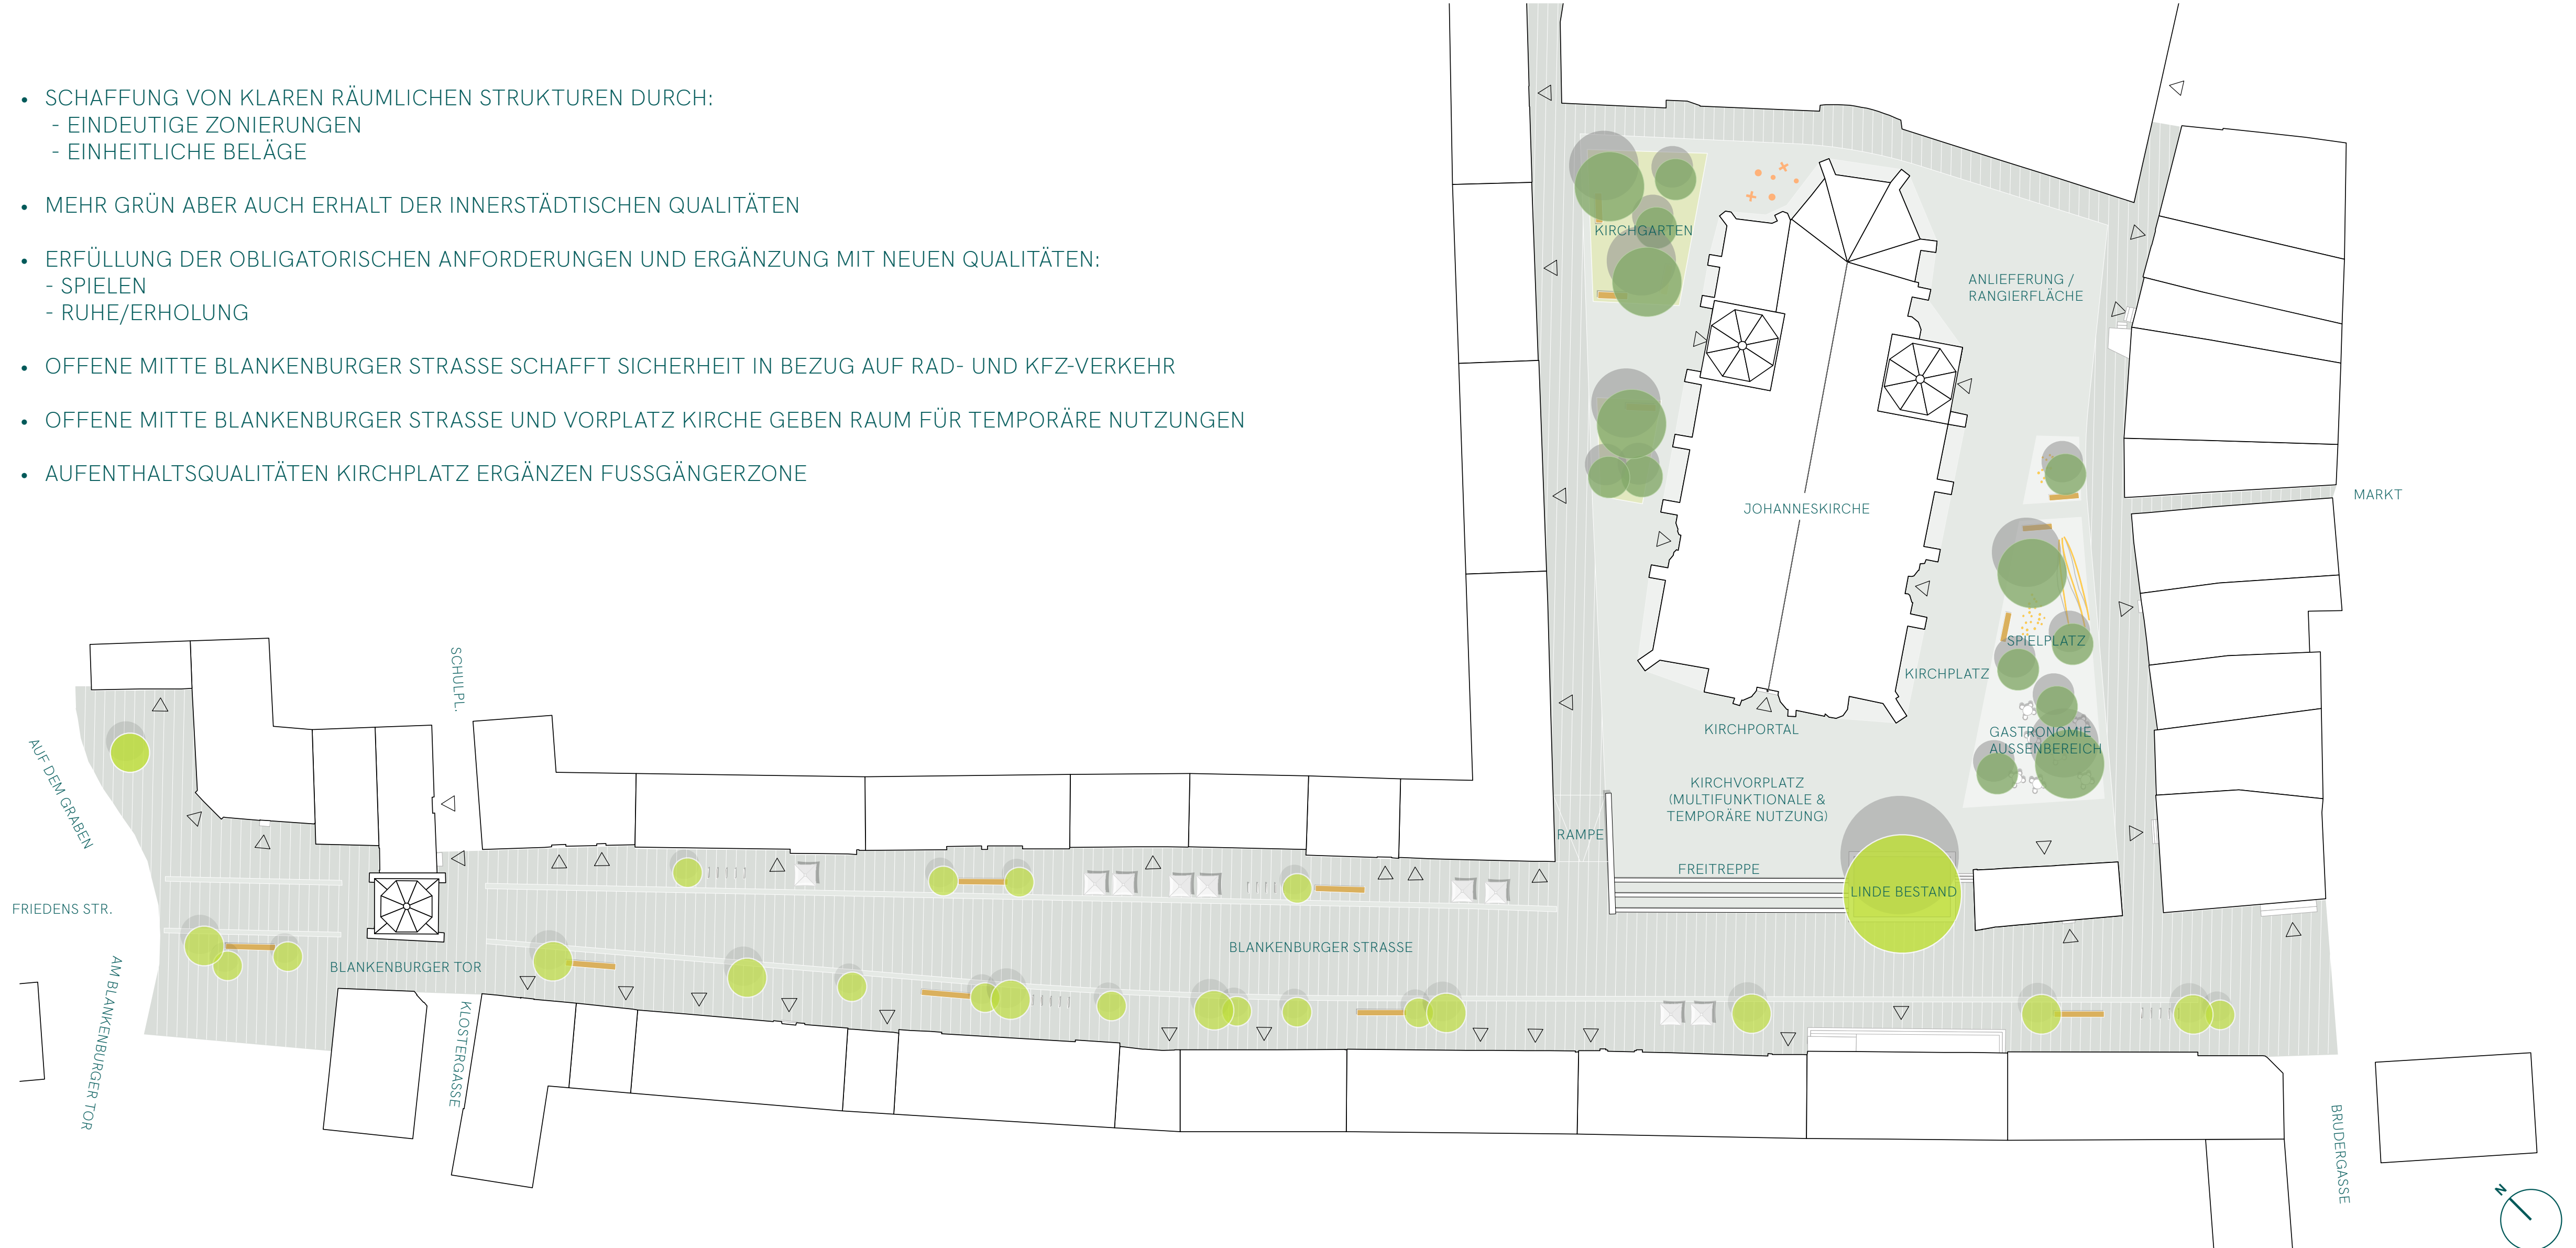 • SCHAFFUNG VON KLAREN RÄUMLICHEN STRUKTUREN DURCH:
- EINDEUTIGE ZONIERUNGEN
- EINHEITLICHE BELÄGE
• MEHR GRÜN ABER AUCH ERHALT DER INNERSTÄDTISCHEN QUALITÄTEN
• ERFÜLLUNG DER OBLIGATORISCHEN ANFORDERUNGEN UND ERGÄNZUNG MIT NEUEN QUALITÄTEN:
- SPIELEN
- RUHE/ERHOLUNG
• OFFENE MITTE BLANKENBURGER STRASSE SCHAFFT SICHERHEIT IN BEZUG AUF RAD- UND KFZ-VERKEHR
• OFFENE MITTE BLANKENBURGER STRASSE UND VORPLATZ KIRCHE GEBEN RAUM FÜR TEMPORÄRE NUTZUNGEN
• AUFENTHALTSQUALITÄTEN KIRCHPLATZ ERGÄNZEN FUSSGÄNGERZONE
KIRCHGARTEN
ANLIEFERUNG /
RANGIERFLÄCHE
MARKT
JOHANNESKIRCHE
SPIELPLATZ
KIRCHPLATZ
KIRCHPORTAL
GASTRONOMIE
AUSSENBEREICH
KIRCHVORPLATZ
(MULTIFUNKTIONALE &
TEMPORÄRE NUTZUNG)
RAMPE
FREITREPPE
LINDE BESTAND
SCHULPL.
AUF DEM GRABEN
FRIEDENS STR.
BLANKENBURGER STRASSE
BLANKENBURGER TOR
AM BLANKENBURGER TOR
KLOSTERGASSE
BRUDERGASSE
N